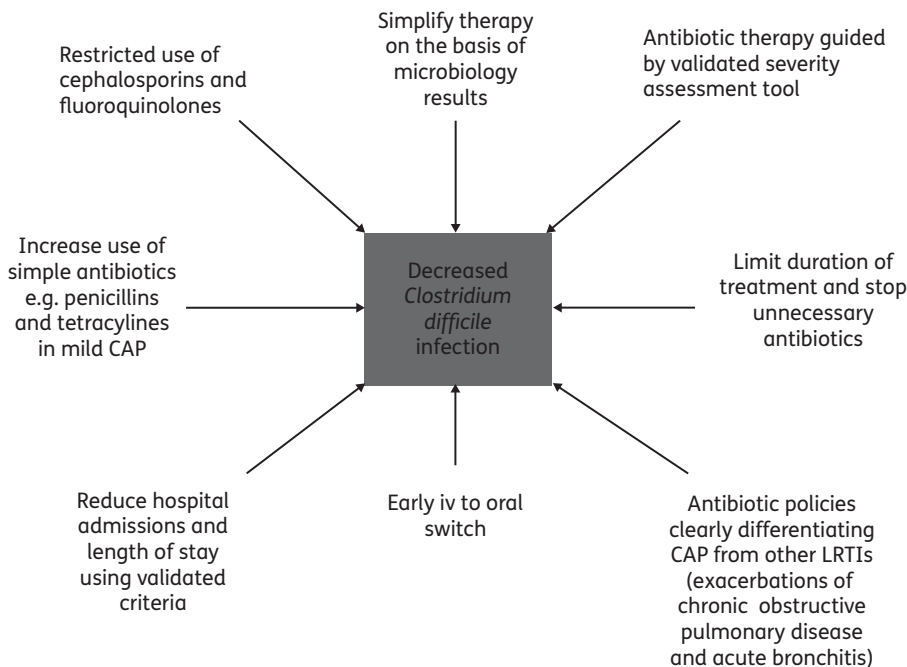 Restricted use of
cephalosporins and
fluoroquinolones
Simplify therapy
on the basis of
microbiology
results
Antibiotic therapy guided
by validated severity
assessment tool
Increase use of
simple antibiotics
e.g. penicillins
and tetracylines
in mild CAP
Decreased
Clostridium
difficile
infection
Limit duration of
treatment and stop
unnecessary
antibiotics
Reduce hospital
admissions and
length of stay
using validated
criteria
Early iv to oral
switch
Antibiotic policies
clearly differentiating
CAP from other LRTIs
(exacerbations of
chronic obstructive
pulmonary disease
and acute bronchitis)